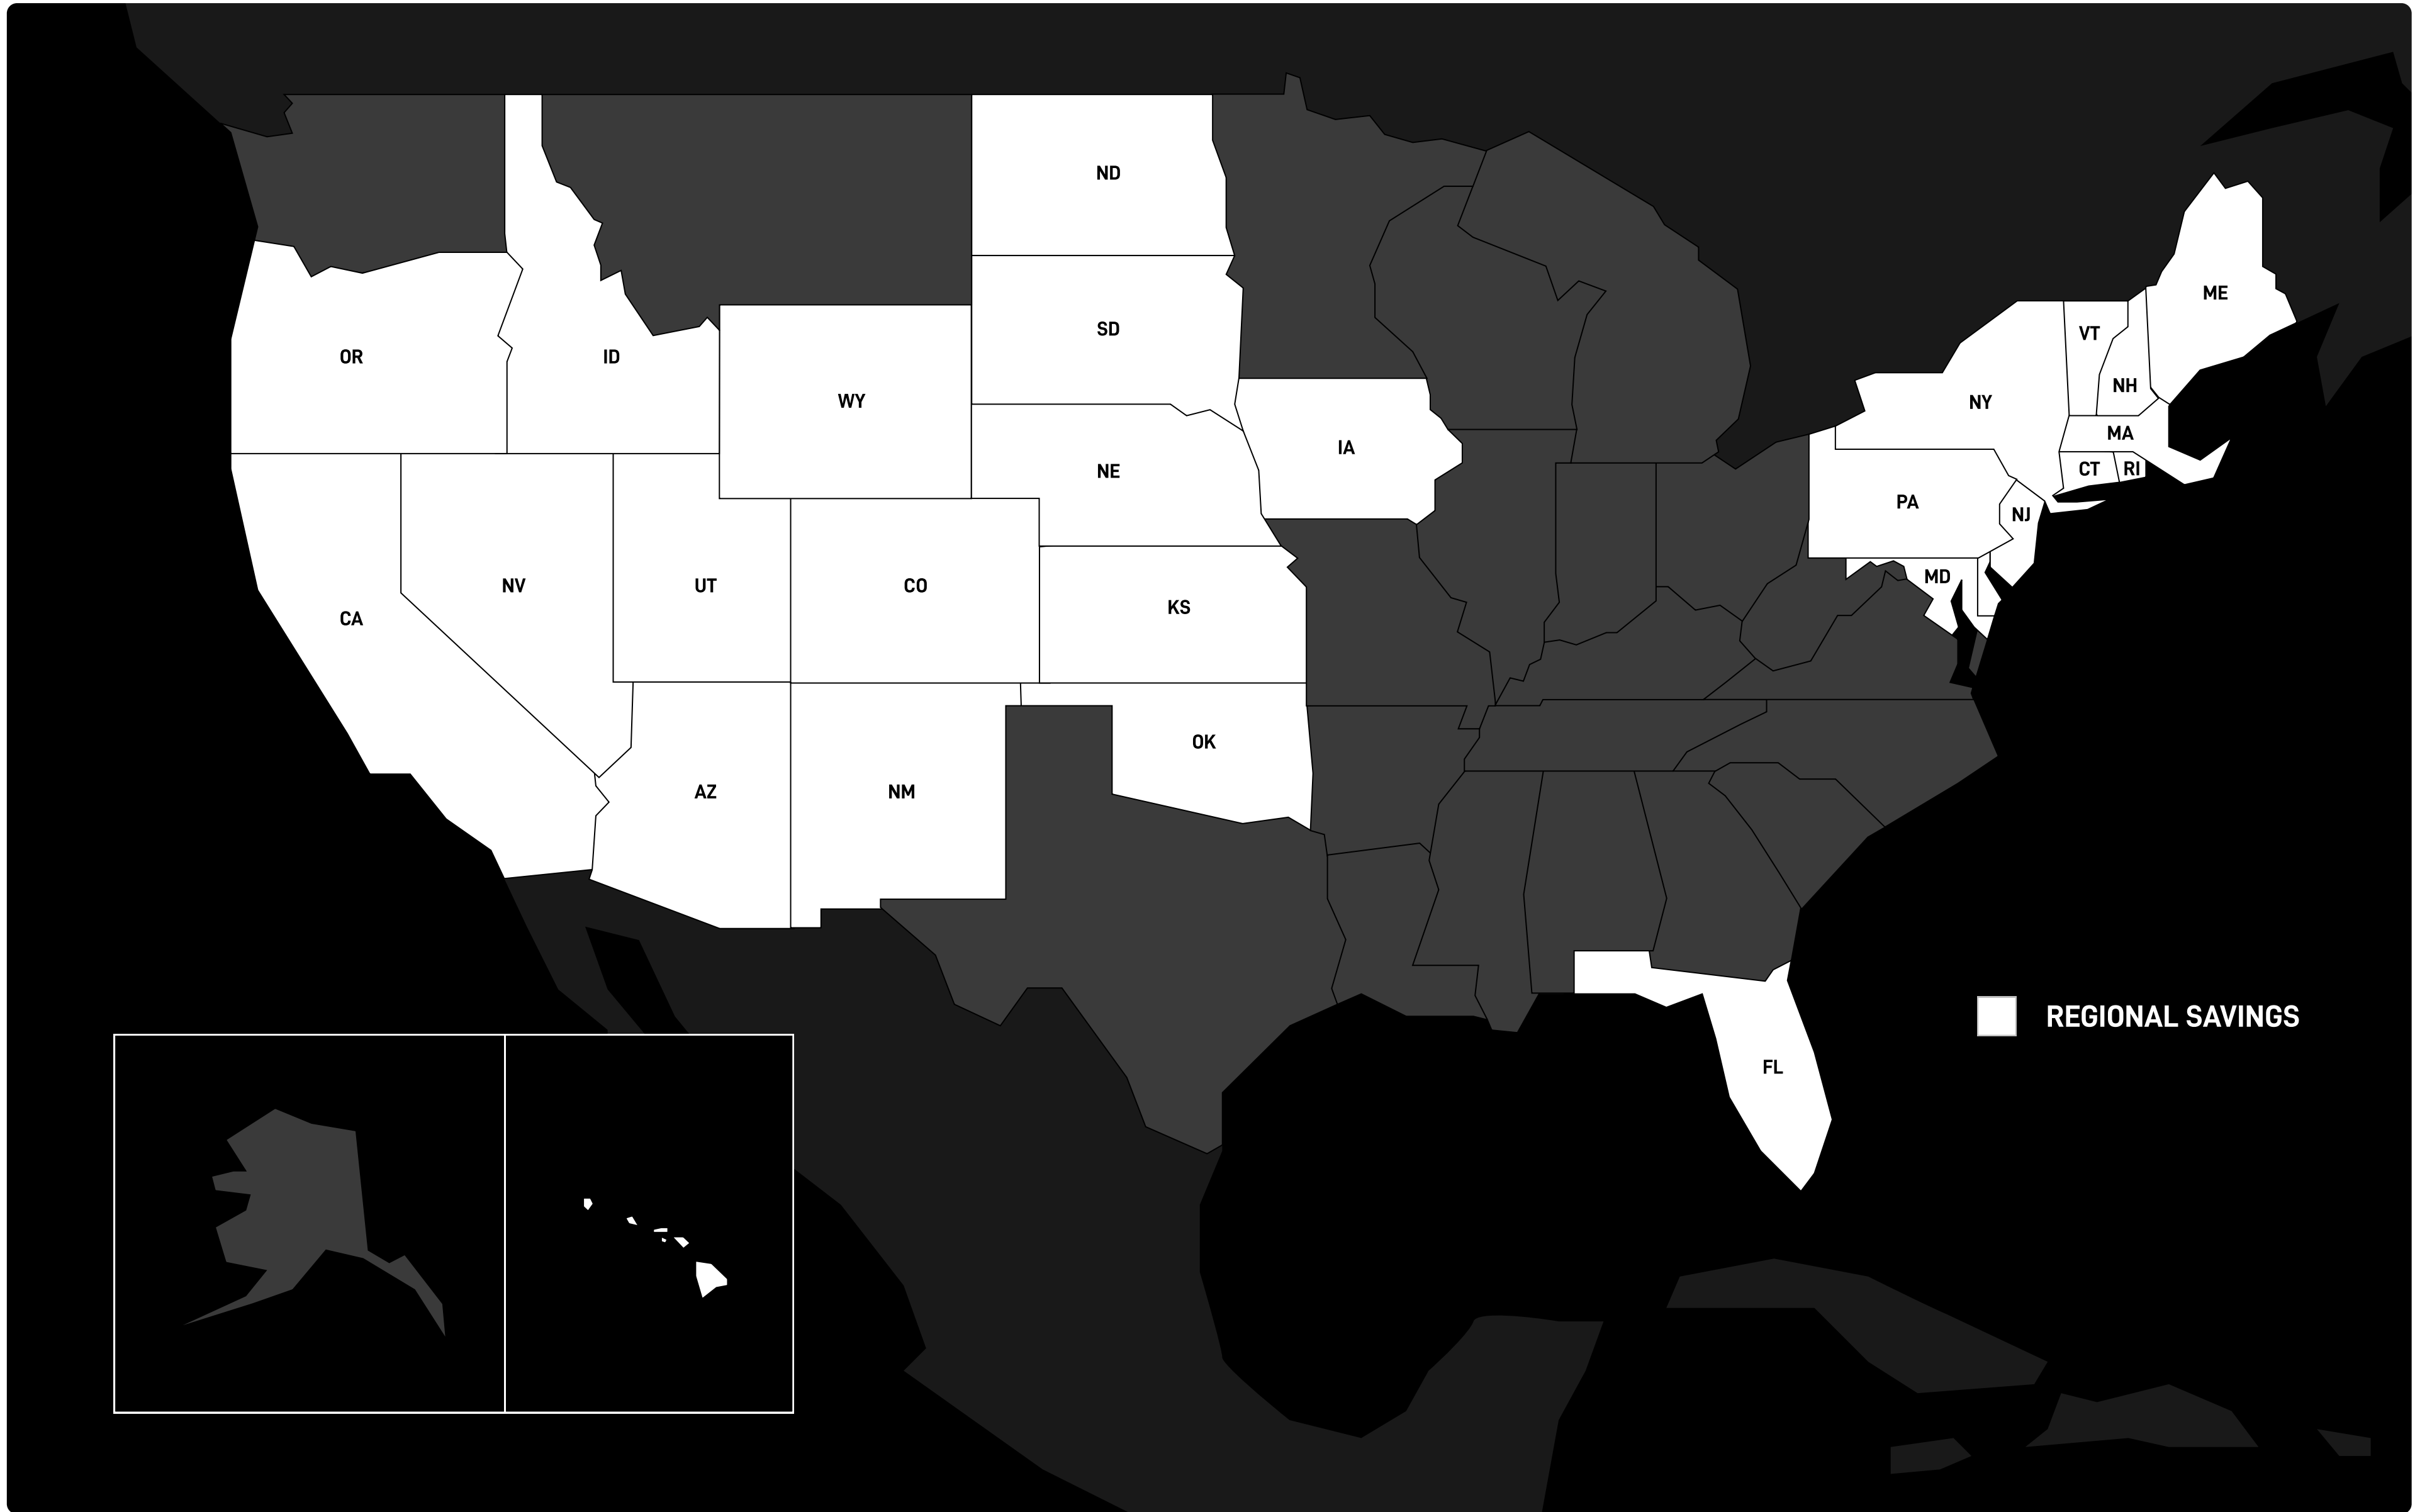 ND
ME
SD
VT
OR
ID
NH
WY
NY
MA
IA
CT
RI
NE
PA
NJ
MD
NV
UT
CO
KS
CA
OK
AZ
NM
REGIONAL SAVINGS
FL